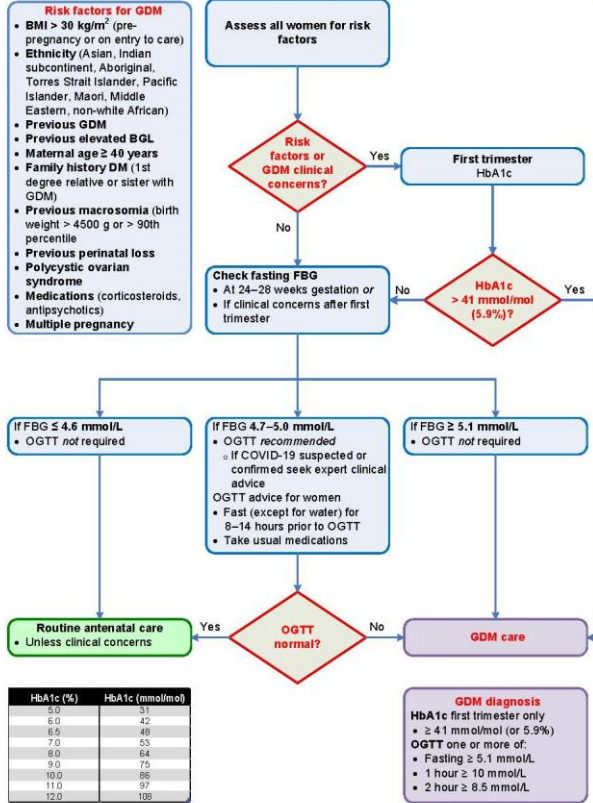 Risk factors for GDM
• BMI > 30 kg/m² (pre-
pregnancy or on entry to care)
• Ethnicity (Asian, Indian
subcontinent, Aboriginal,
Torres Strait Islander, Pacific
Islander, Maori, Middle
Eastern, non-white African)
• Previous GDM
• Previous elevated BGL
• Maternal age ≥ 40 years
• Family history DM (1st
degree relative or sister with
GDM)
• Previous macrosomia (birth
weight > 4500 g or > 90th
percentile
• Previous perinatal loss
• Polycystic ovarian
syndrome
• Medications (corticosteroids,
antipsychotics)
• Multiple pregnancy
Assess all women for risk
factors
Risk
factors or
GDM clinical
concerns?
Yes
No
First trimester
HbA1c
HbA1c
> 41 mmol/mol
(5.9%)?
No
Yes
Check fasting FBG
• At 24–28 weeks gestation or
• If clinical concerns after first
trimester
If FBG ≤ 4.6 mmol/L
• OGTT not required
If FBG 4.7–5.0 mmol/L
• OGTT recommended
o If COVID-19 suspected or
confirmed seek expert clinical
advice
OGTT advice for women
• Fast (except for water) for
8–14 hours prior to OGTT
• Take usual medications
If FBG ≥ 5.1 mmol/L
• OGTT not required
Routine antenatal care
• Unless clinical concerns
Yes
OGTT
normal?
No
GDM care
HbA1c (%) HbA1c (mmol/mol)
5.0 31
6.0 42
6.5 48
7.0 53
8.0 64
9.0 75
10.0 86
11.0 97
12.0 108
GDM diagnosis
HbA1c first trimester only
• ≥ 41 mmol/mol (or 5.9%)
OGTT one or more of:
• Fasting ≥ 5.1 mmol/L
• 1 hour ≥ 10 mmol/L
• 2 hour ≥ 8.5 mmol/L